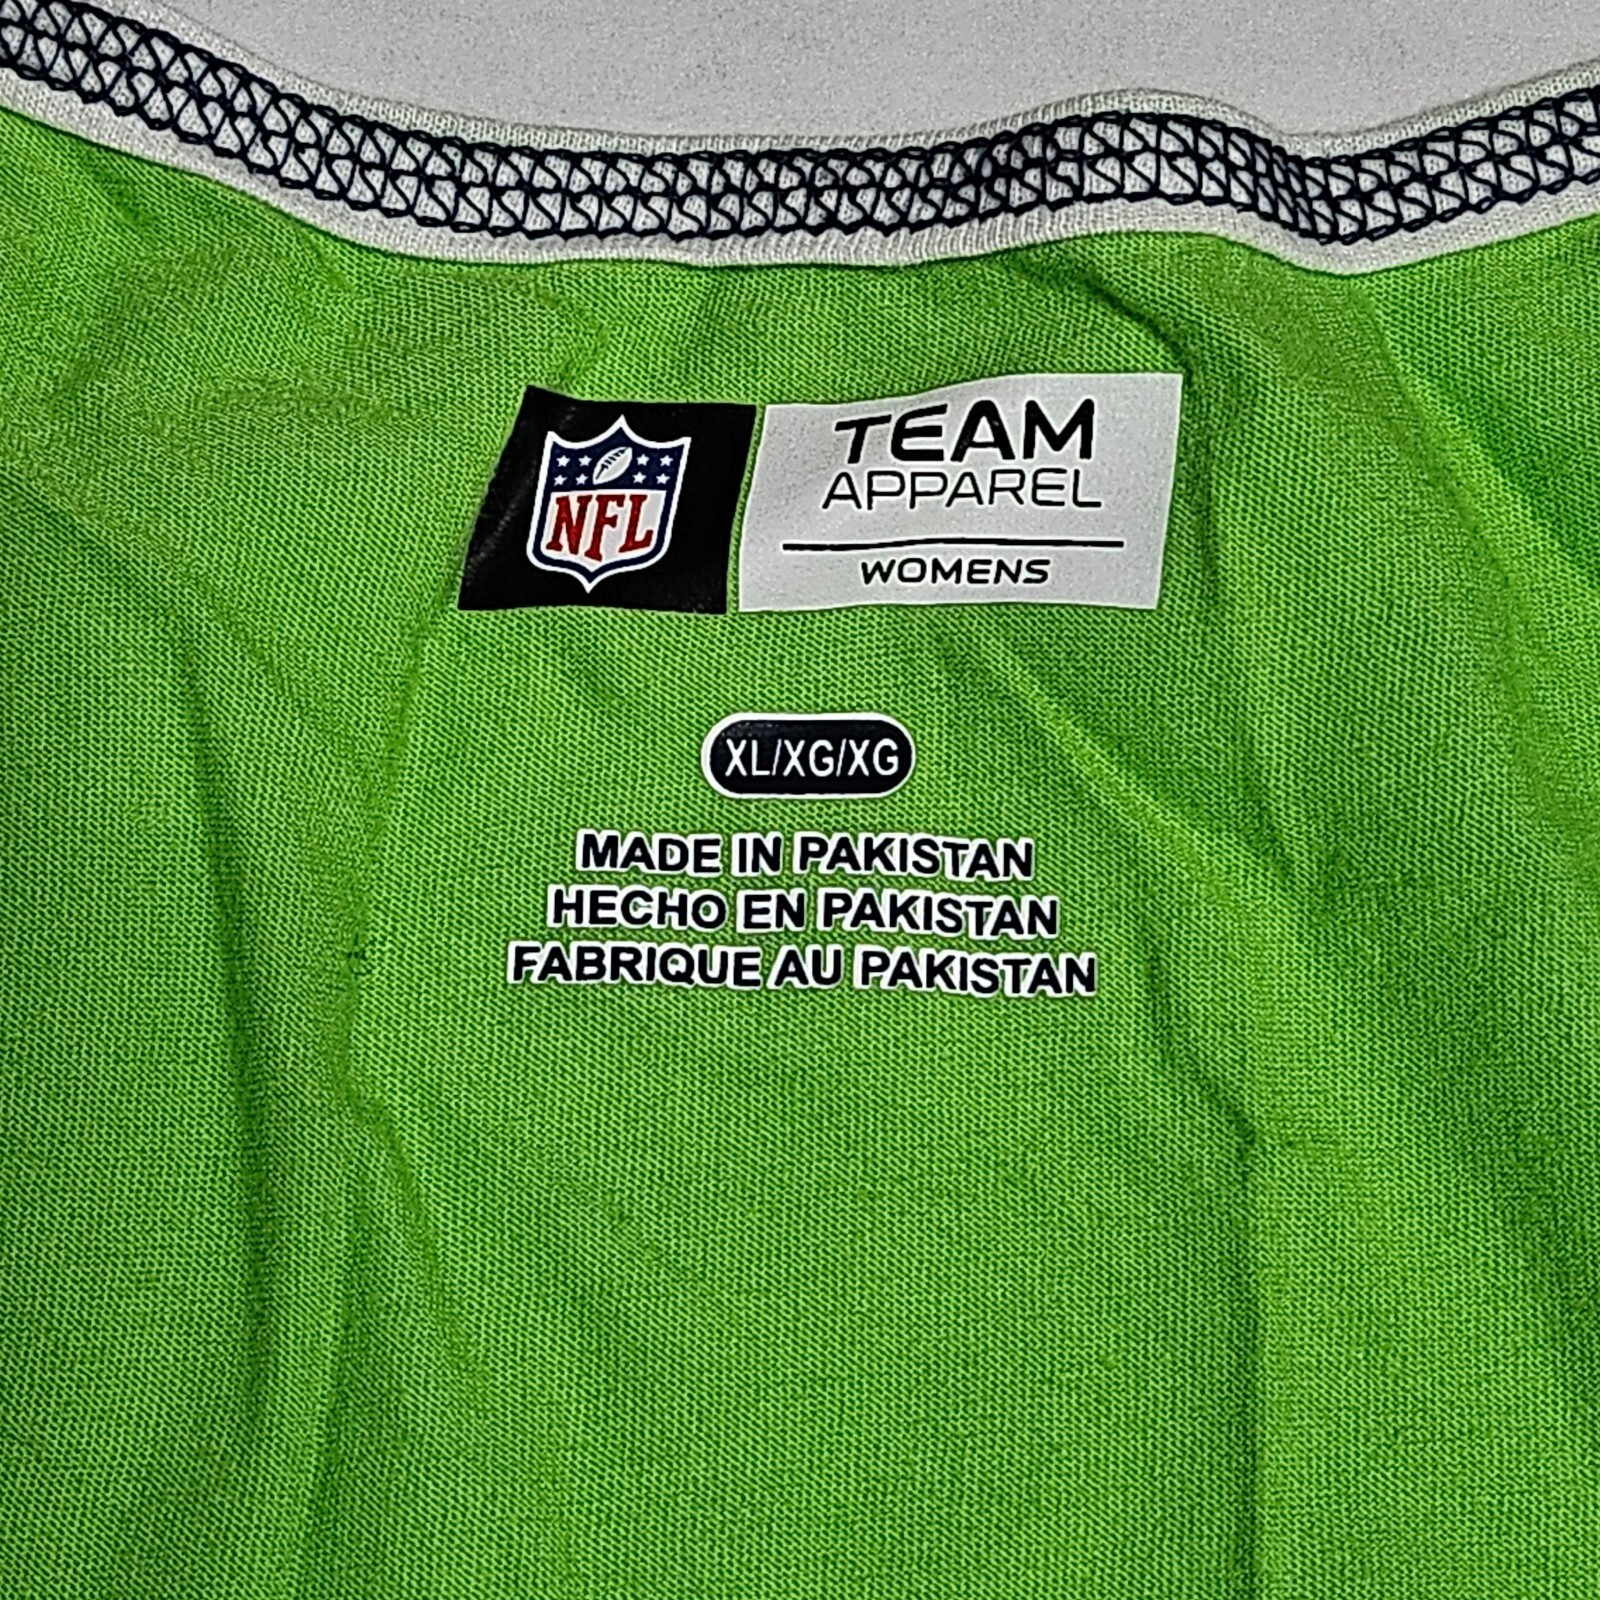 NFL
TEAM
APPAREL
WOMENS
XL/XG/XG
MADE IN PAKISTAN
HECHO EN PAKISTAN
FABRIQUE AU PAKISTAN